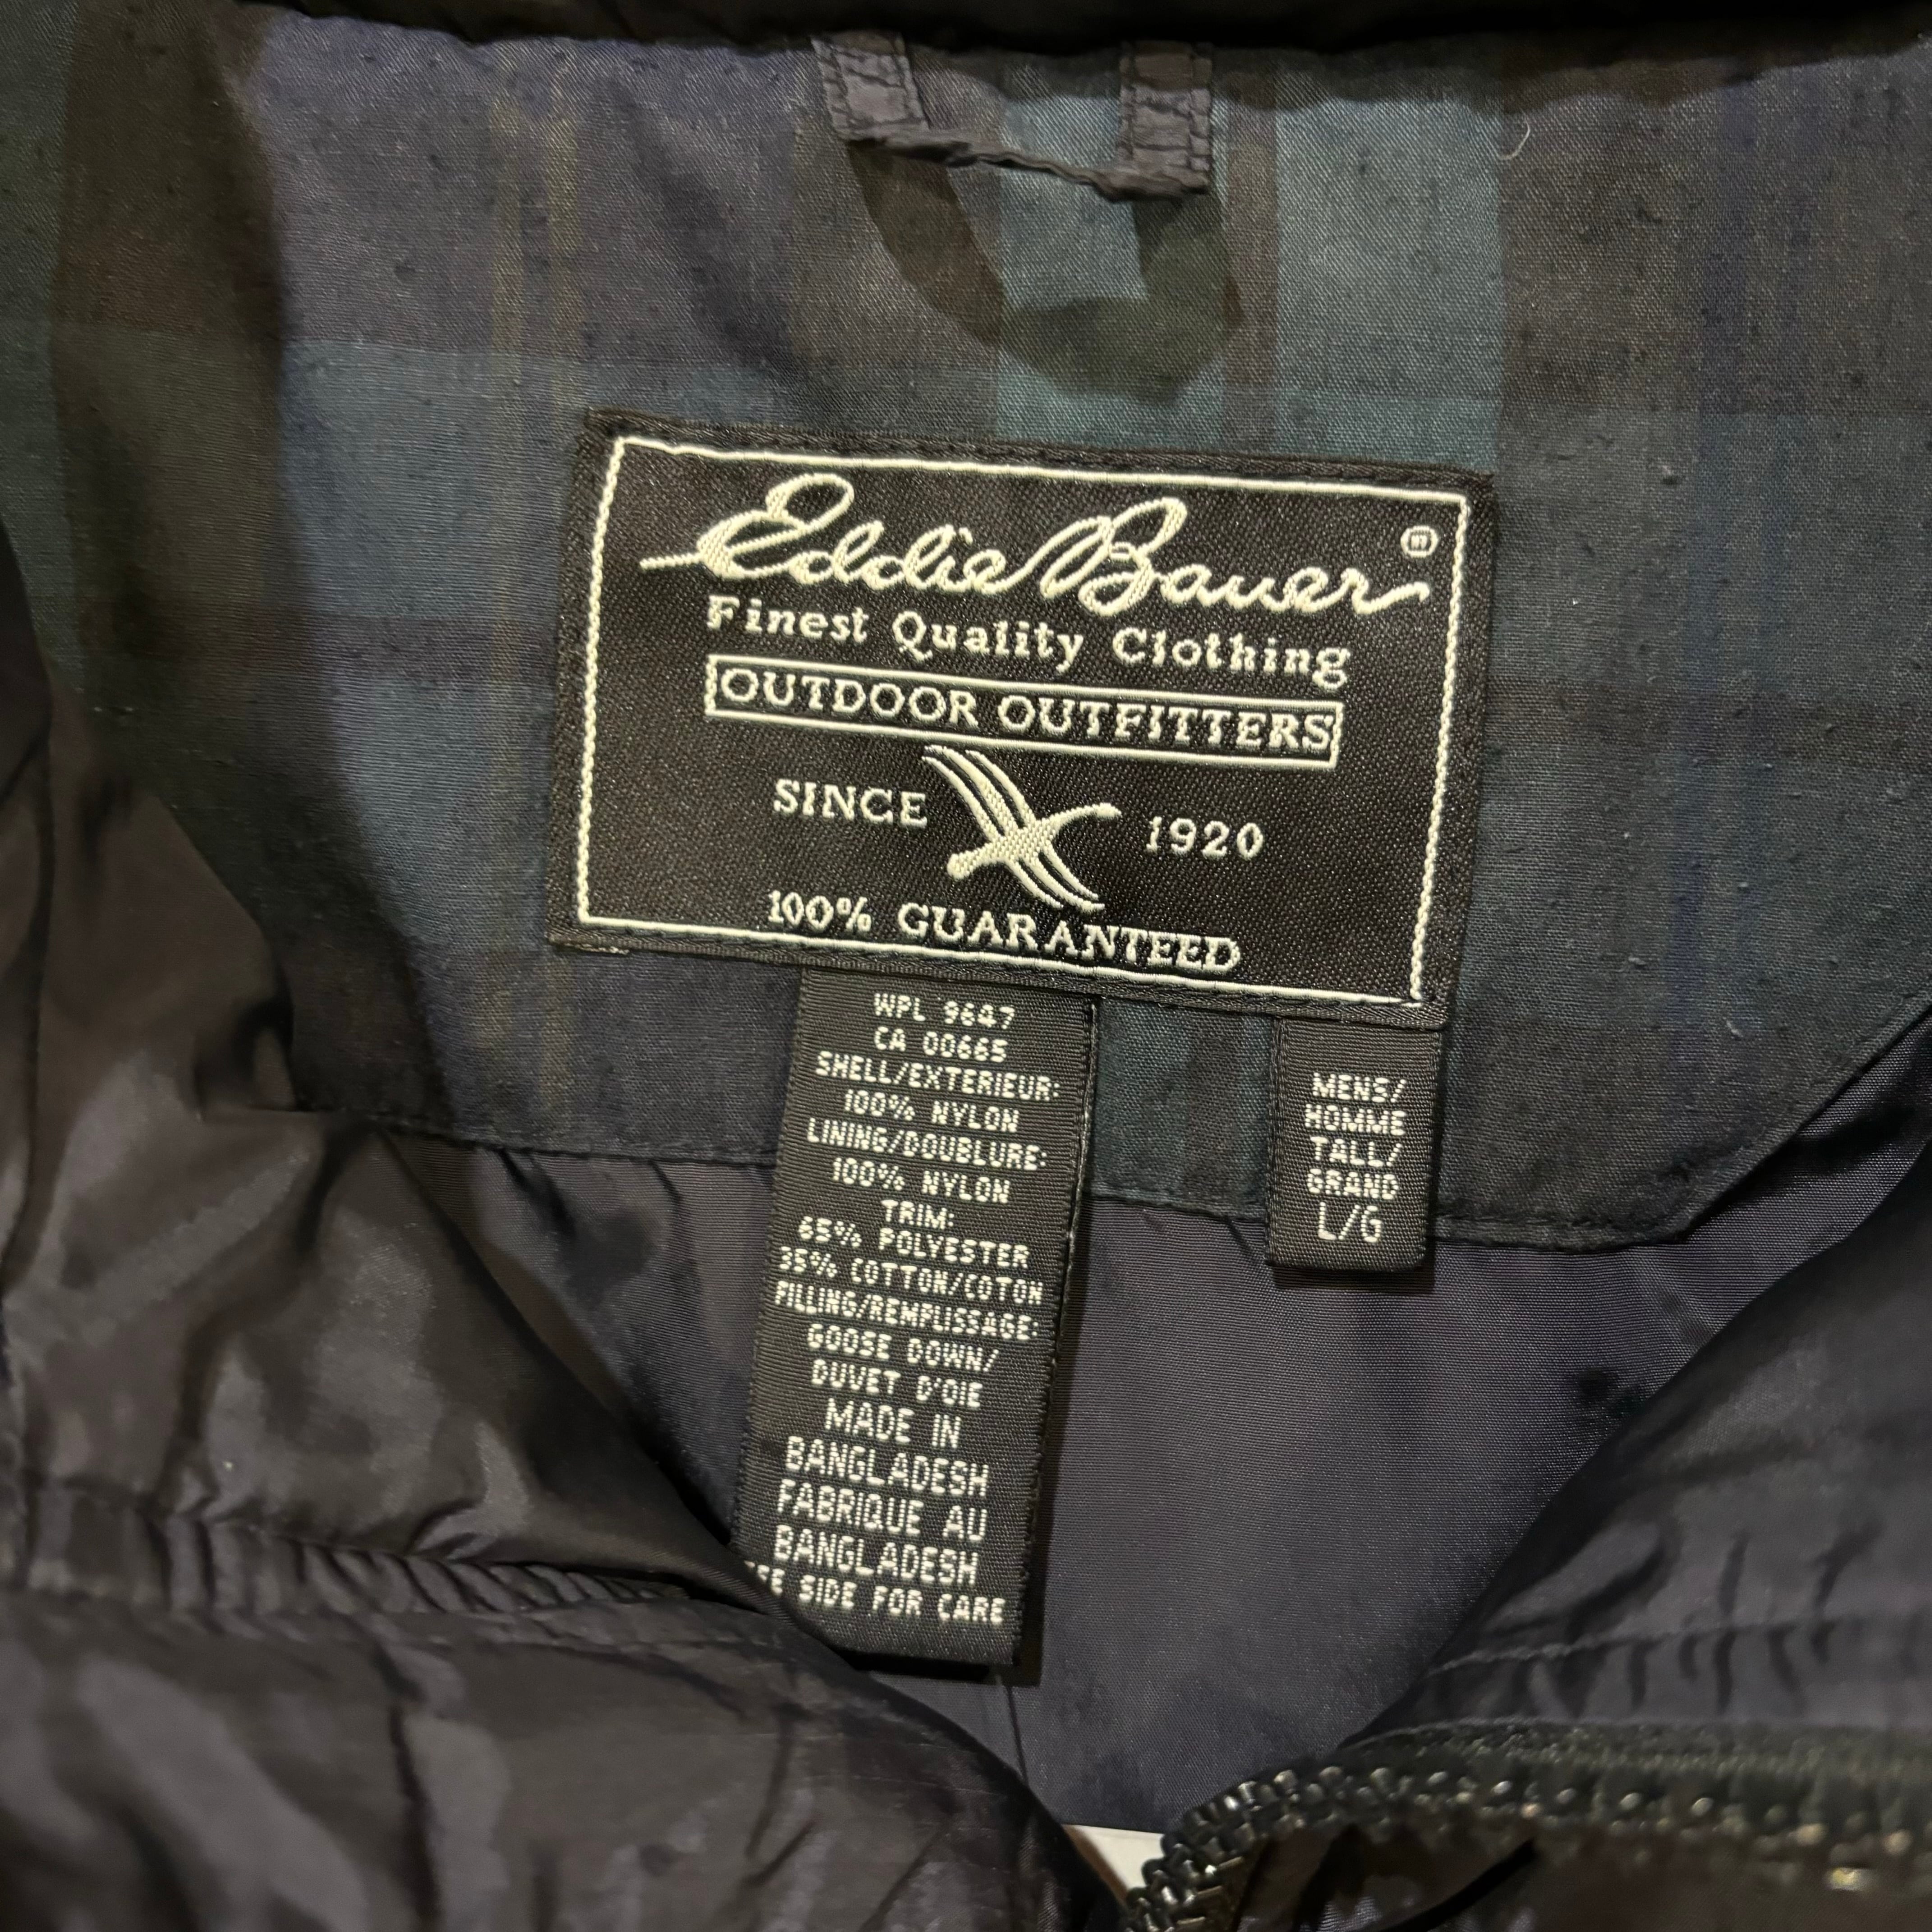 Eddie Bauer ®
Finest Quality Clothing
OUTDOOR OUTFITTERS
SINCE 1920
100% GUARANTEED
WPL 9647
CA 00665
SHELL/EXTERIEUR:
100% NYLON
LINING/DOUBLURE:
100% NYLON
TRIM:
65% POLYESTER
35% COTTON/COTON
FILLING/REMPLISSAGE:
GOOSE DOWN/
DUVET D'OIE
MADE IN
BANGLADESH
FABRIQUE AU
BANGLADESH
SIDE FOR CARE
MENS/
HOMME
TALL/
GRAND
L/G